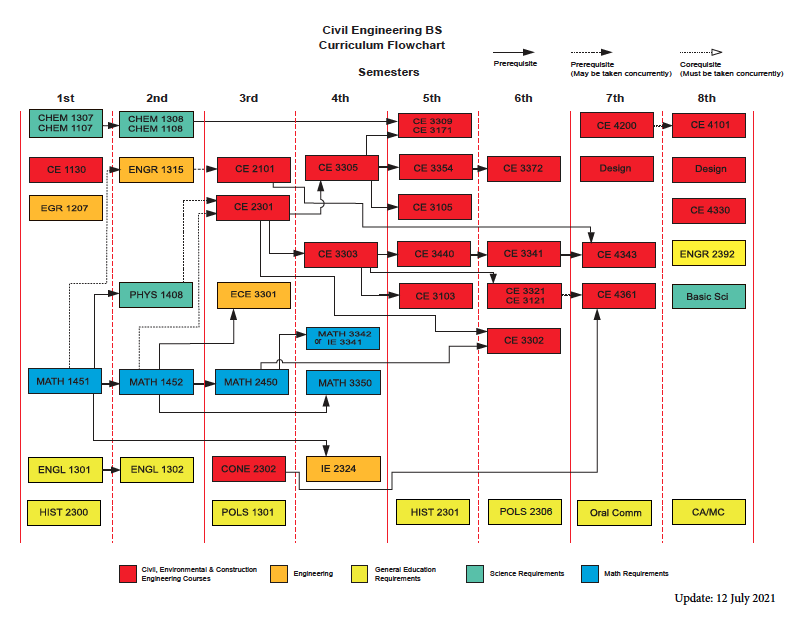 Civil Engineering BS
Curriculum Flowchart
Semesters
Prerequisite
Prerequisite
(May be taken concurrently)
Corequisite
(Must be taken concurrently)
1st
2nd
3rd
4th
5th
6th
7th
8th
CHEM 1307
CHEM 1107
CHEM 1308
CHEM 1108
CE 3309
CE 3171
CE 4200
CE 4101
CE 1130
ENGR 1315
CE 2101
CE 3305
CE 3354
CE 3372
Design
Design
EGR 1207
CE 2301
CE 3105
CE 4330
CE 3303
CE 3440
CE 3341
CE 4343
ENGR 2392
PHYS 1408
ECE 3301
CE 3103
CE 3321
CE 3121
CE 4361
Basic Sci
MATH 3342
or IE 3341
CE 3302
MATH 1451
MATH 1452
MATH 2450
MATH 3350
ENGL 1301
ENGL 1302
CONE 2302
IE 2324
HIST 2300
POLS 1301
HIST 2301
POLS 2306
Oral Comm
CA/MC
Civil, Environmental & Construction
Engineering Courses
Engineering
General Education
Requirements
Science Requirements
Math Requirements
Update: 12 July 2021